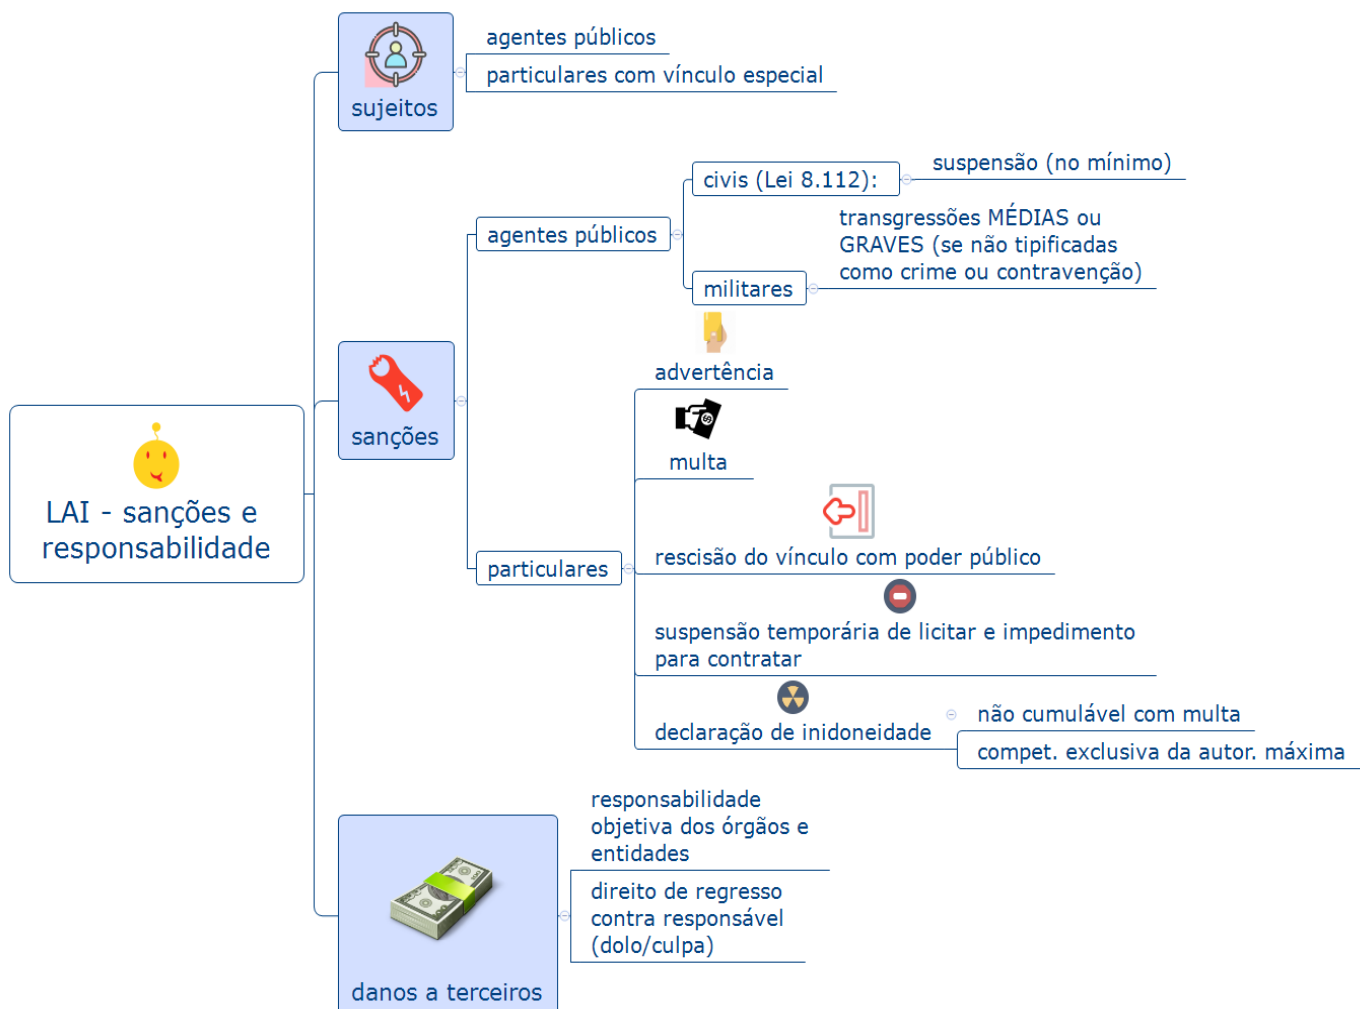 LAI - sanções e
responsabilidade
sujeitos
agentes públicos
particulares com vínculo especial
sanções
agentes públicos
civis (Lei 8.112):
suspensão (no mínimo)
militares
transgressões MÉDIAS ou
GRAVES (se não tipificadas
como crime ou contravenção)
particulares
advertência
multa
rescisão do vínculo com poder público
suspensão temporária de licitar e impedimento
para contratar
declaração de inidoneidade
não cumulável com multa
compet. exclusiva da autor. máxima
danos a terceiros
responsabilidade
objetiva dos órgãos e
entidades
direito de regresso
contra responsável
(dolo/culpa)